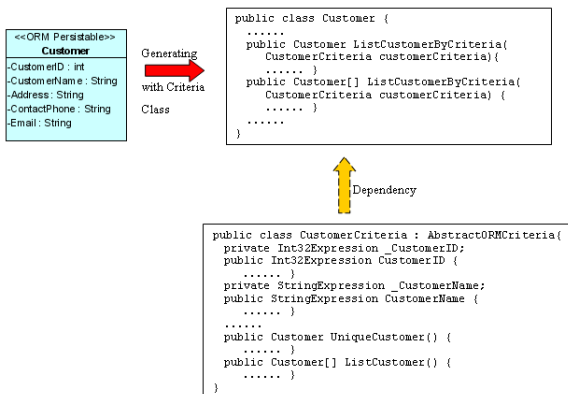 <<ORM Persistable>>
Customer
-CustomerID : int
-CustomerName : String
-Address : String
-ContactPhone : String
-Email : String
Generating
with Criteria
Class
public class Customer {
......
public Customer ListCustomerByCriteria(
CustomerCriteria customerCriteria){
...... }
public Customer[] ListCustomerByCriteria(
CustomerCriteria customerCriteria) {
...... }
......
}
Dependency
public class CustomerCriteria : AbstractORMCriteria{
private Int32Expression _CustomerID;
public Int32Expression CustomerID {
...... }
private StringExpression _CustomerName;
public StringExpression CustomerName {
...... }
......
public Customer UniqueCustomer() {
...... }
public Customer[] ListCustomer() {
...... }
}